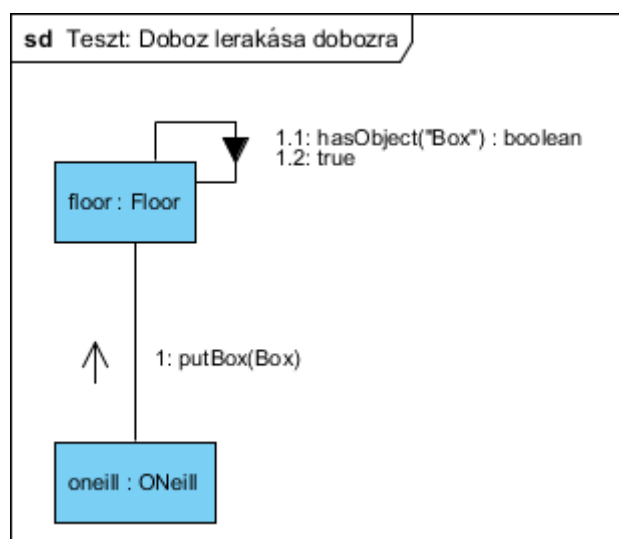 sd Teszt: Doboz lerakása dobozra
1.1: hasObject("Box") : boolean
1.2: true
floor : Floor
1: putBox(Box)
oneill : ONeill